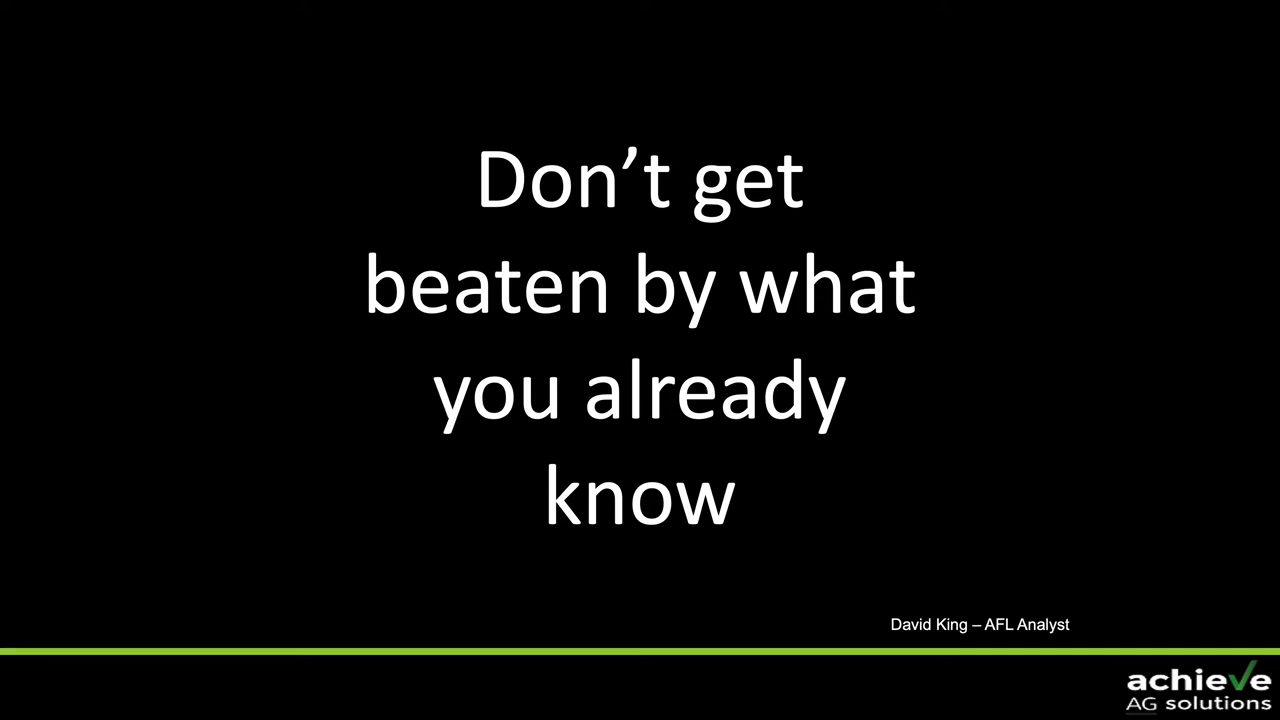 Don’t get
beaten by what
you already
know
David King – AFL Analyst
achieve
AG solutions